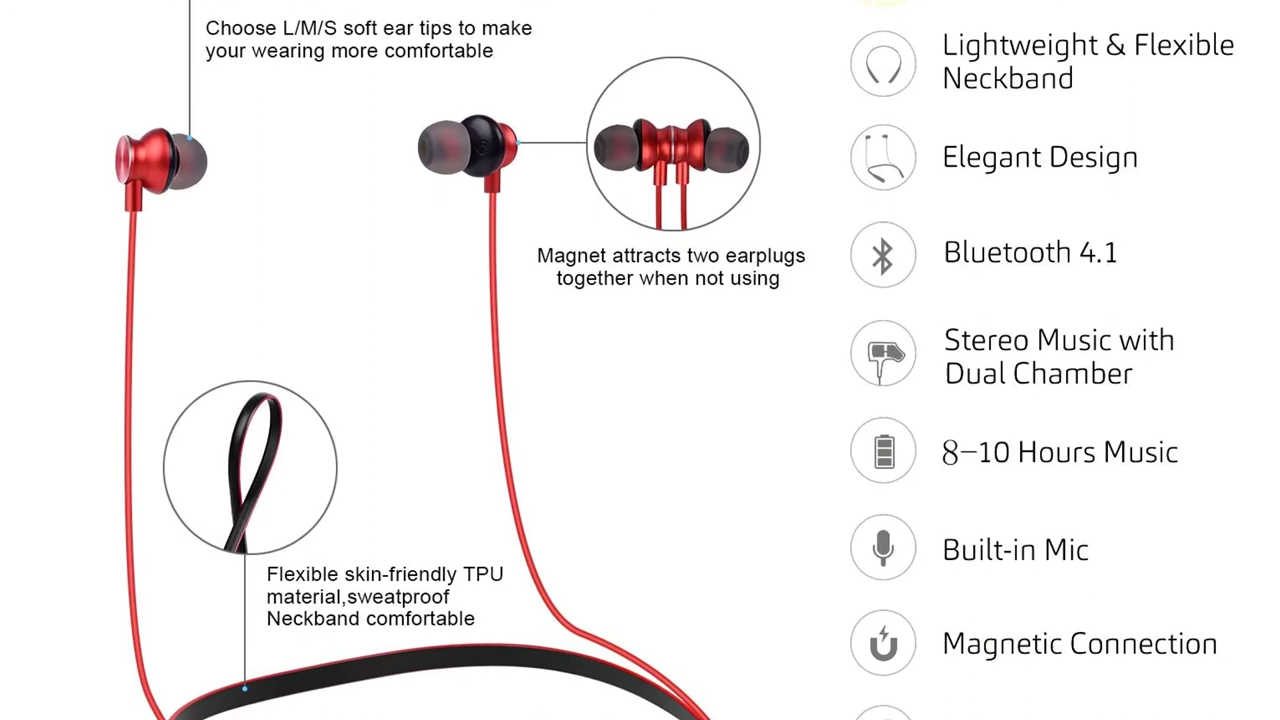 Choose L/M/S soft ear tips to make
your wearing more comfortable
Magnet attracts two earplugs
together when not using
Flexible skin-friendly TPU
material,sweatproof
Neckband comfortable
Lightweight & Flexible
Neckband
Elegant Design
Bluetooth 4.1
Stereo Music with
Dual Chamber
8-10 Hours Music
Built-in Mic
Magnetic Connection